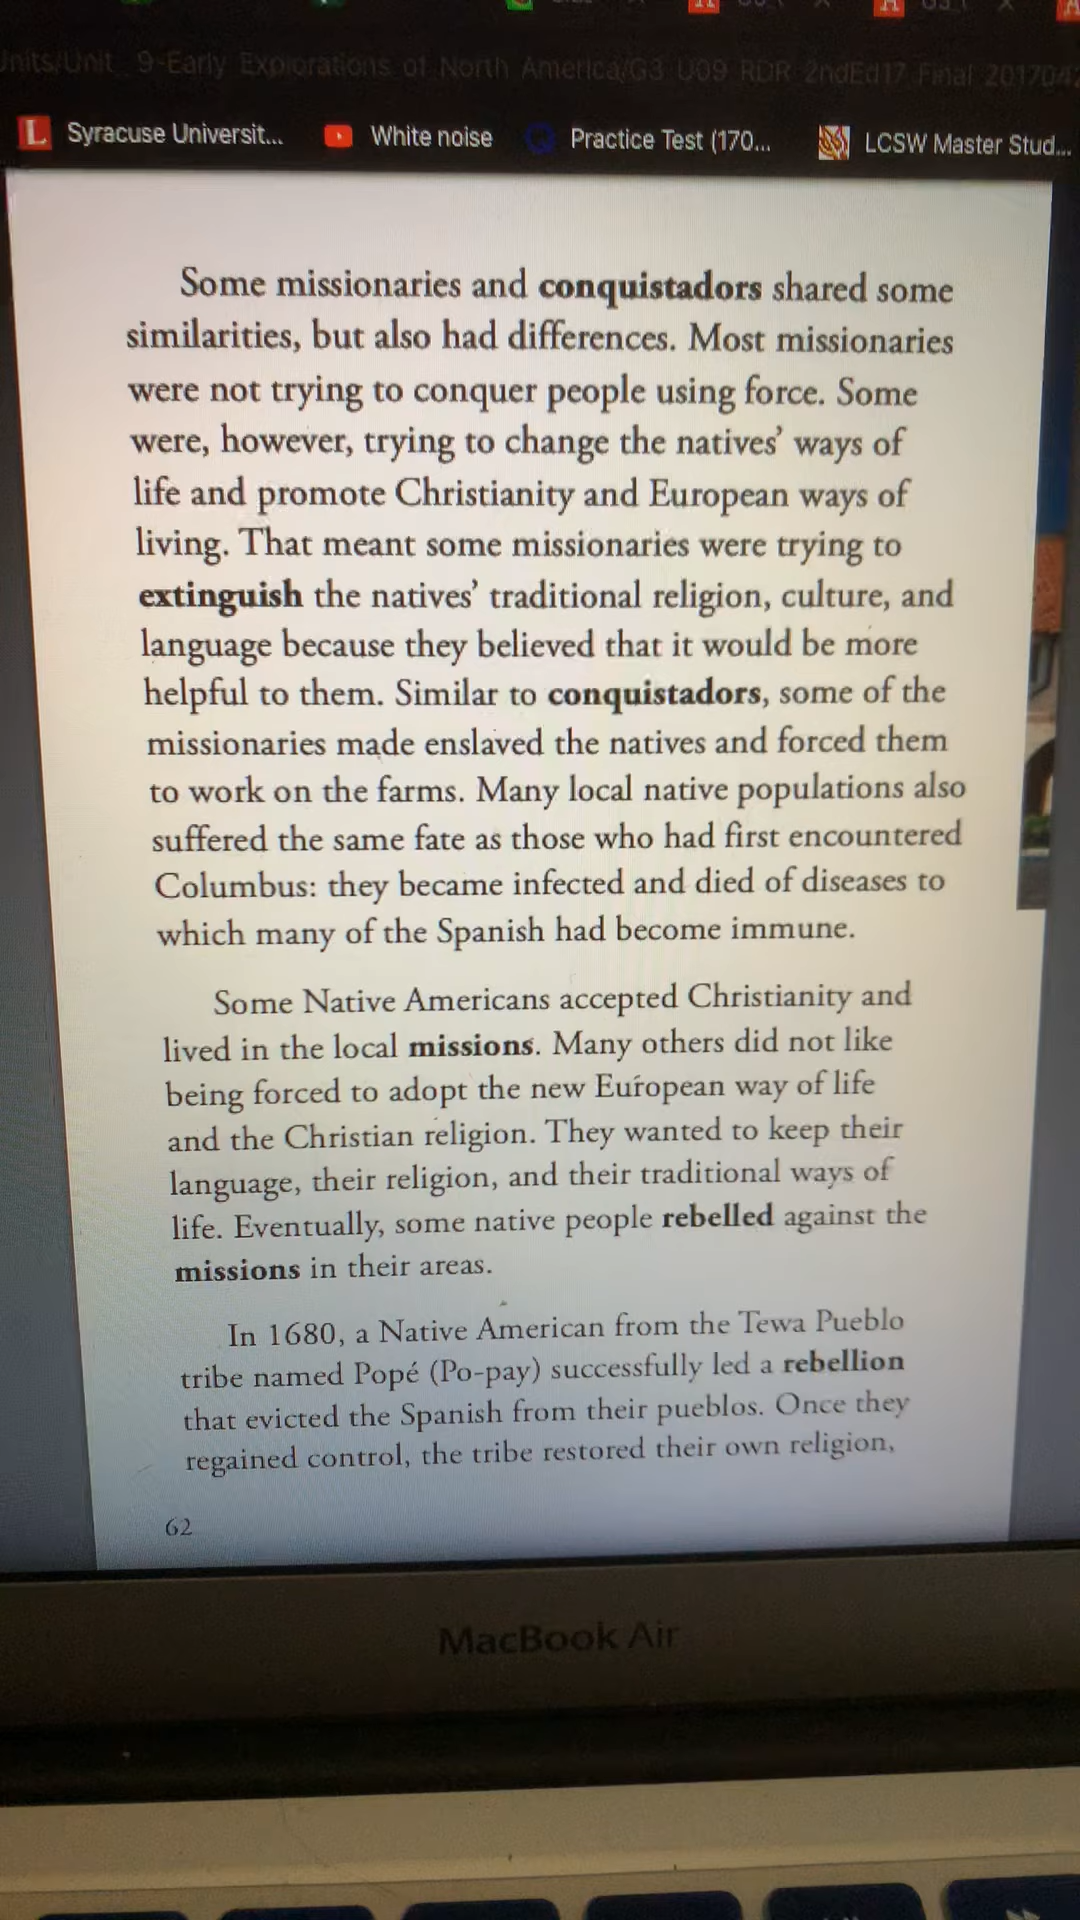 Units/Unit 9-Early Explorations of North America/G3 U09 RDR 2ndEd17 Final 201704
Syracuse Universit... White noise Practice Test (170... LCSW Master Stud...
Some missionaries and conquistadors shared some
similarities, but also had differences. Most missionaries
were not trying to conquer people using force. Some
were, however, trying to change the natives' ways of
life and promote Christianity and European ways of
living. That meant some missionaries were trying to
extinguish the natives' traditional religion, culture, and
language because they believed that it would be more
helpful to them. Similar to conquistadors, some of the
missionaries made enslaved the natives and forced them
to work on the farms. Many local native populations also
suffered the same fate as those who had first encountered
Columbus: they became infected and died of diseases to
which many of the Spanish had become immune.
Some Native Americans accepted Christianity and
lived in the local missions. Many others did not like
being forced to adopt the new European way of life
and the Christian religion. They wanted to keep their
language, their religion, and their traditional ways of
life. Eventually, some native people rebelled against the
missions in their areas.
In 1680, a Native American from the Tewa Pueblo
tribe named Popé (Po-pay) successfully led a rebellion
that evicted the Spanish from their pueblos. Once they
regained control, the tribe restored their own religion,
62
MacBook Air